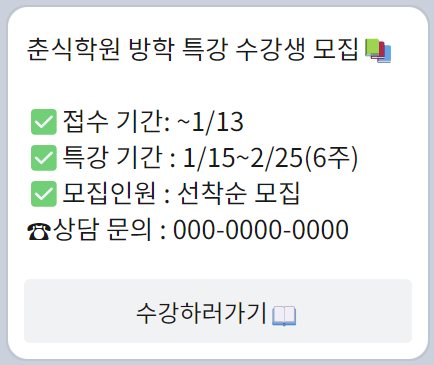 춘식학원 방학 특강 수강생 모집📚
✅ 접수 기간: ~1/13
✅ 특강 기간 : 1/15~2/25(6주)
✅ 모집인원 : 선착순 모집
☎상담 문의 : 000-0000-0000
수강하러가기 📖